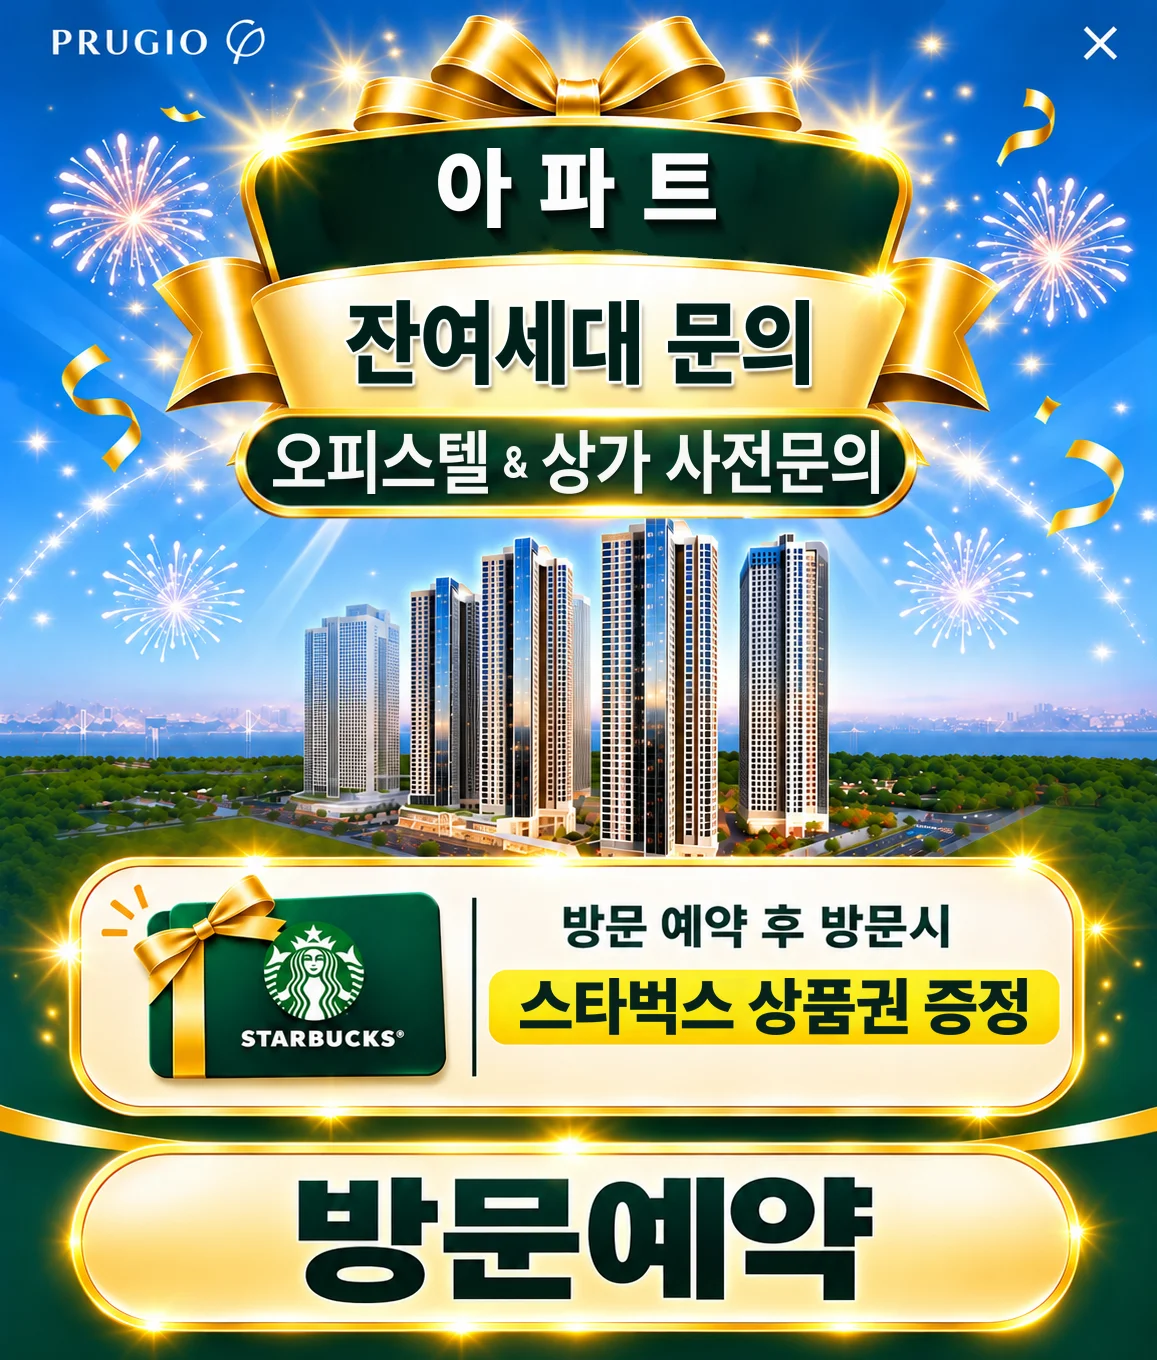 PRUGIO
아파트
잔여세대 문의
오피스텔 & 상가 사전문의
방문 예약 후 방문시
스타벅스 상품권 증정
STARBUCKS®
방문예약